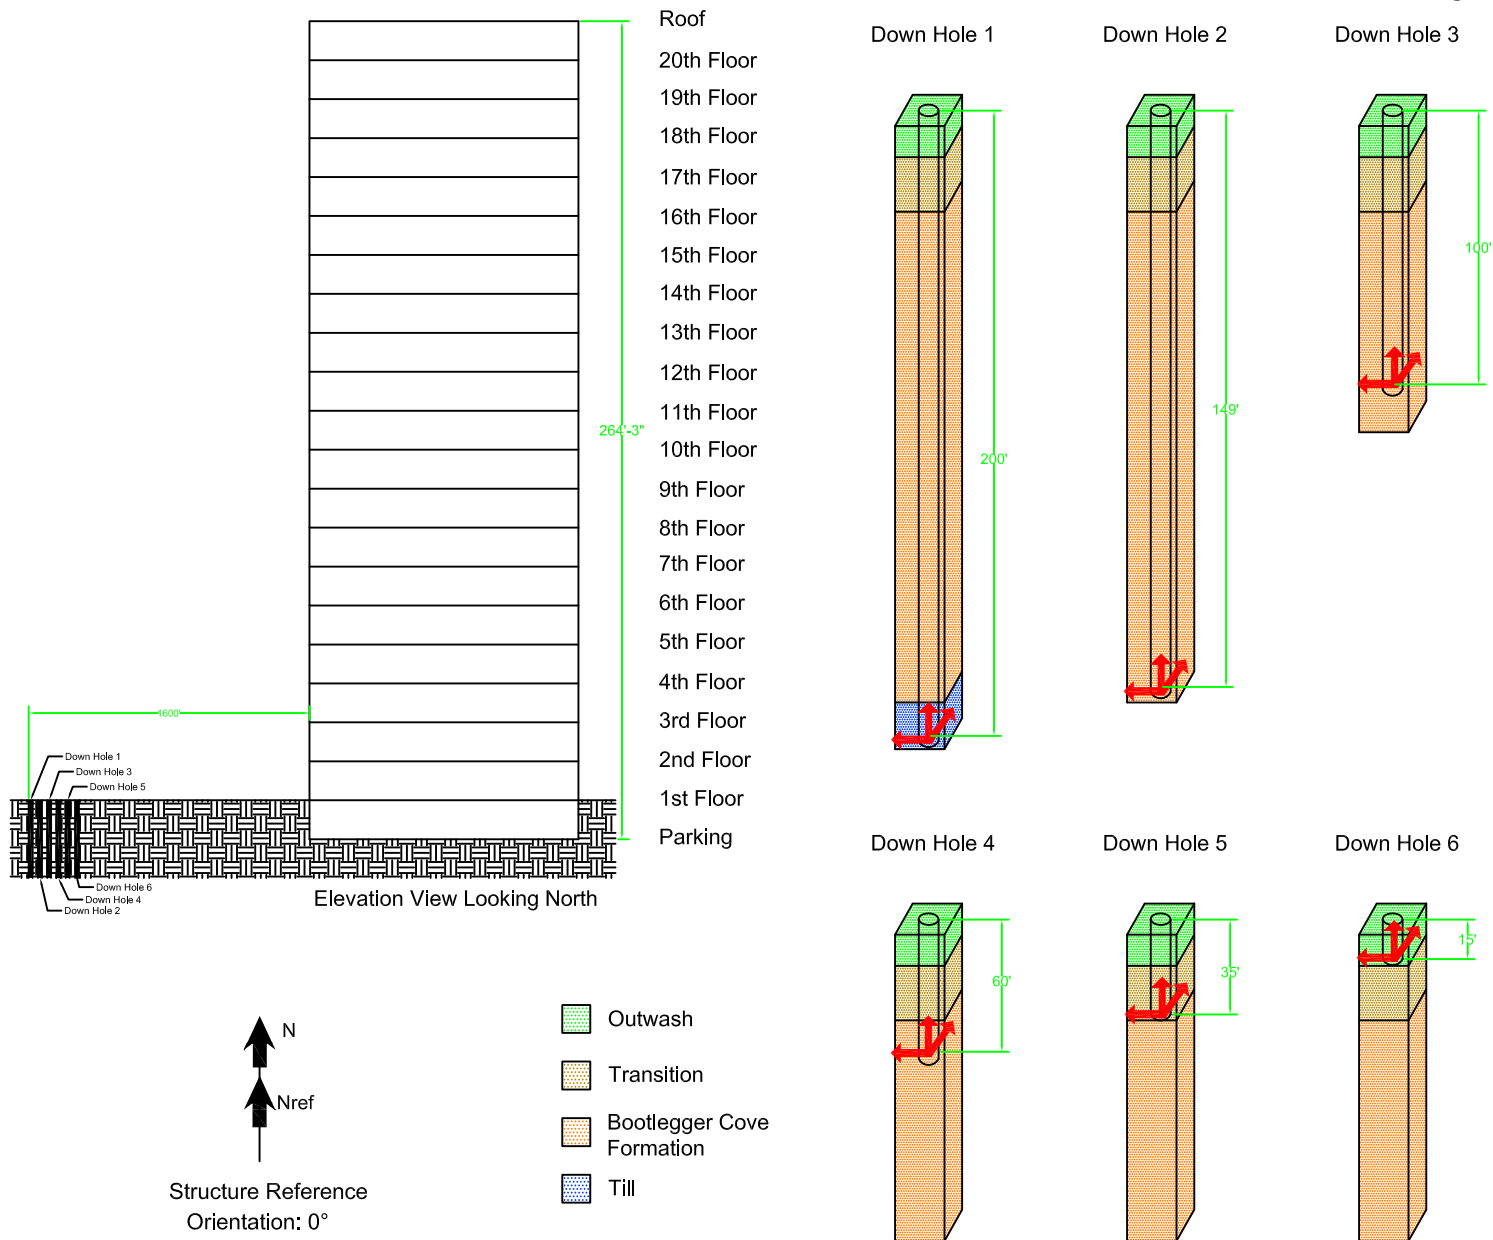 Roof
20th Floor
19th Floor
18th Floor
17th Floor
16th Floor
15th Floor
14th Floor
13th Floor
12th Floor
11th Floor
10th Floor
9th Floor
8th Floor
7th Floor
6th Floor
5th Floor
4th Floor
3rd Floor
2nd Floor
1st Floor
Parking
264'-3"
1600'
Down Hole 1
Down Hole 3
Down Hole 5
Down Hole 6
Down Hole 4
Down Hole 2
Elevation View Looking North
N
Nref
Structure Reference
Orientation: 0°
Outwash
Transition
Bootlegger Cove
Formation
Till
Down Hole 1
200'
Down Hole 2
149'
Down Hole 3
100'
Down Hole 4
60'
Down Hole 5
35'
Down Hole 6
15'